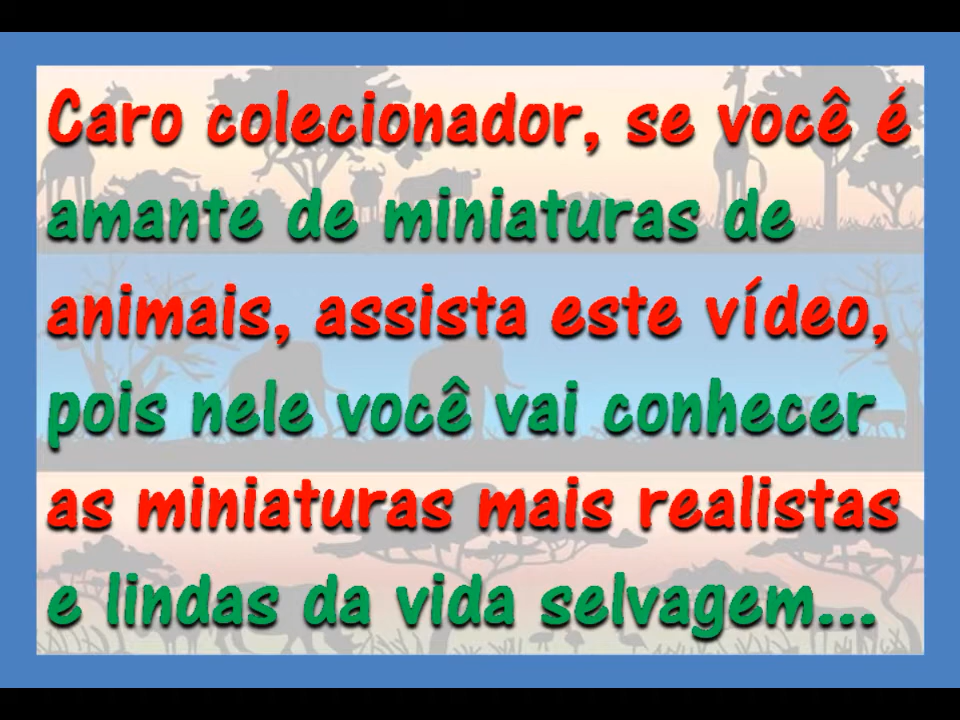 Caro colecionador, se você é
amante de miniaturas de
animais, assista este vídeo,
pois nele você vai conhecer
as miniaturas mais realistas
e lindas da vida selvagem...